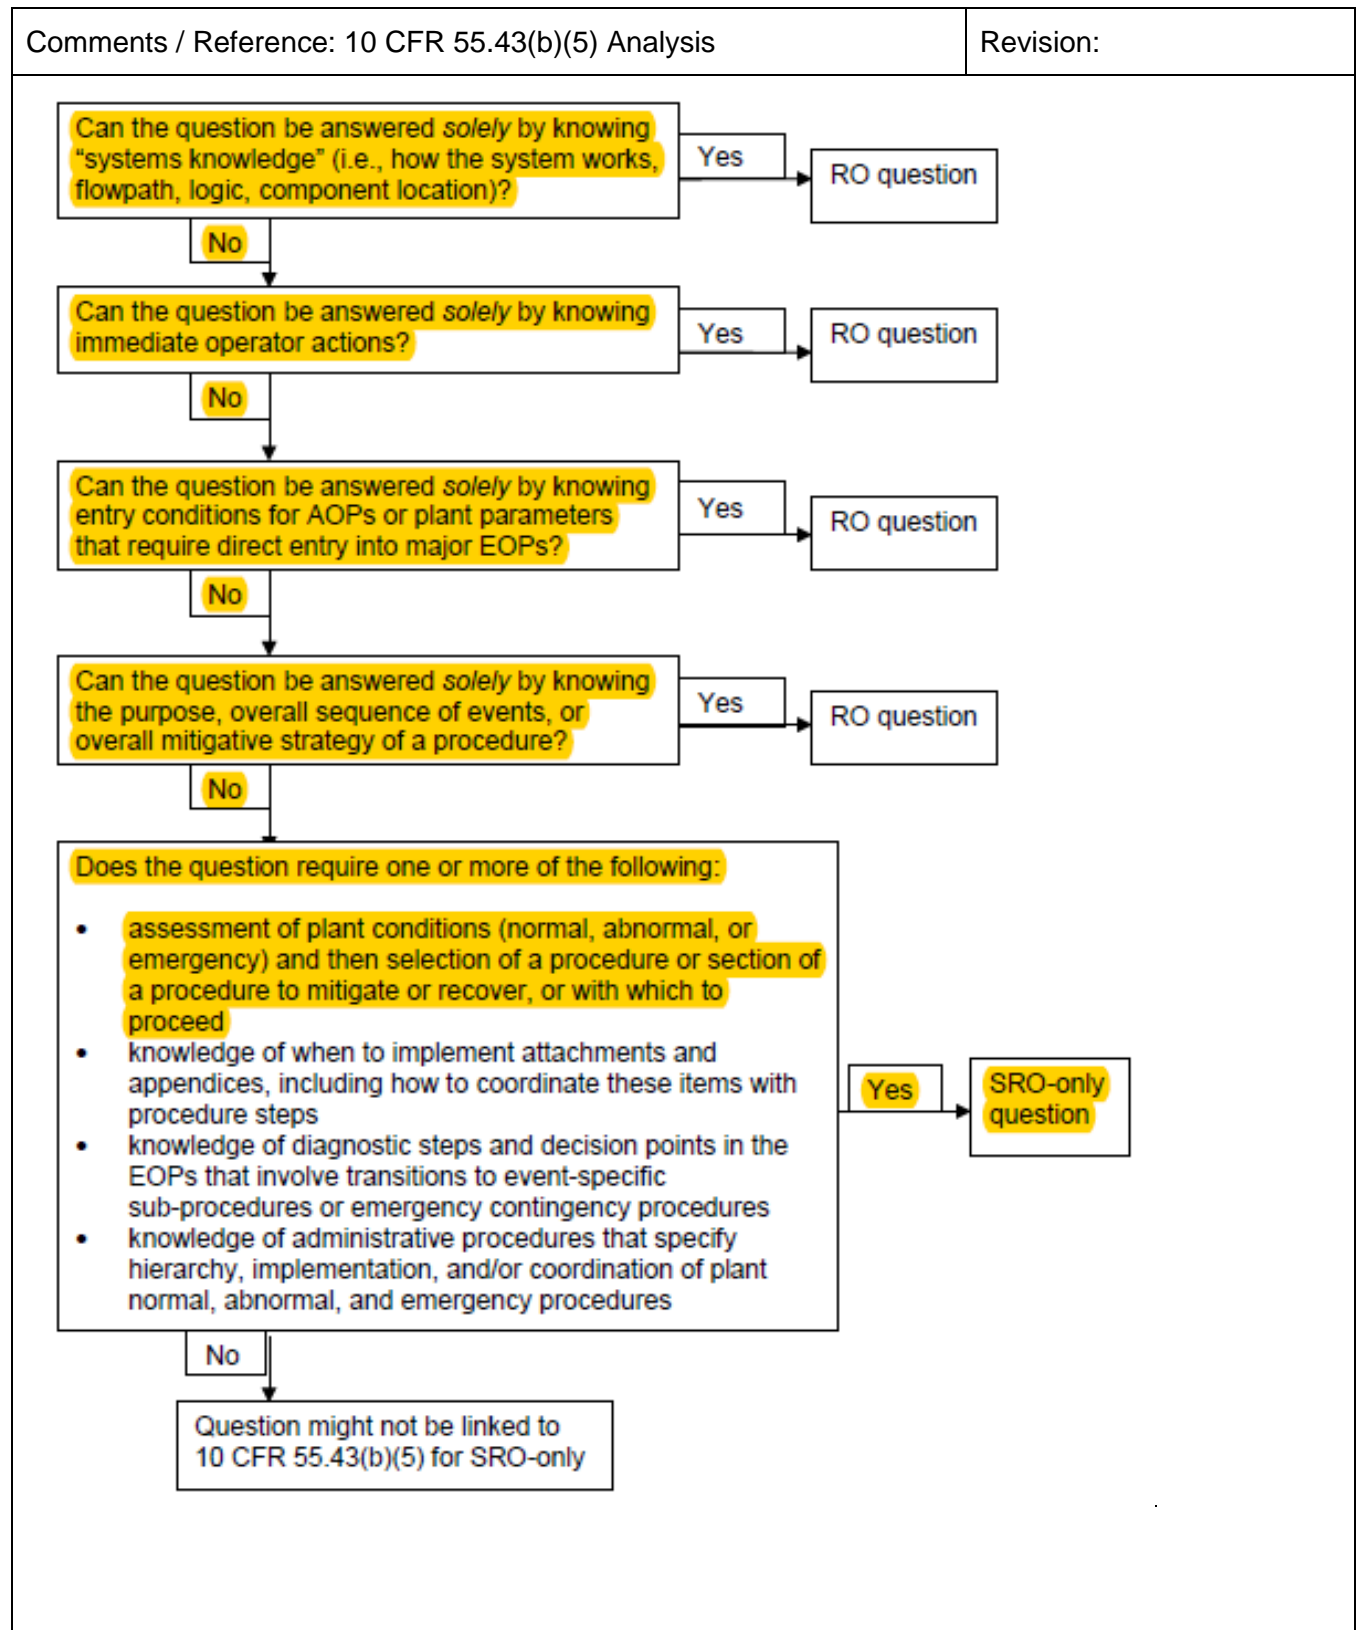 Comments / Reference: 10 CFR 55.43(b)(5) Analysis
Revision:
Can the question be answered solely by knowing
“systems knowledge” (i.e., how the system works,
flowpath, logic, component location)?
Yes
RO question
No
Can the question be answered solely by knowing
immediate operator actions?
Yes
RO question
No
Can the question be answered solely by knowing
entry conditions for AOPs or plant parameters
that require direct entry into major EOPs?
Yes
RO question
No
Can the question be answered solely by knowing
the purpose, overall sequence of events, or
overall mitigative strategy of a procedure?
Yes
RO question
No
Does the question require one or more of the following:
• assessment of plant conditions (normal, abnormal, or
emergency) and then selection of a procedure or section of
a procedure to mitigate or recover, or with which to
proceed
• knowledge of when to implement attachments and
appendices, including how to coordinate these items with
procedure steps
• knowledge of diagnostic steps and decision points in the
EOPs that involve transitions to event-specific
sub-procedures or emergency contingency procedures
• knowledge of administrative procedures that specify
hierarchy, implementation, and/or coordination of plant
normal, abnormal, and emergency procedures
Yes
SRO-only
question
No
Question might not be linked to
10 CFR 55.43(b)(5) for SRO-only